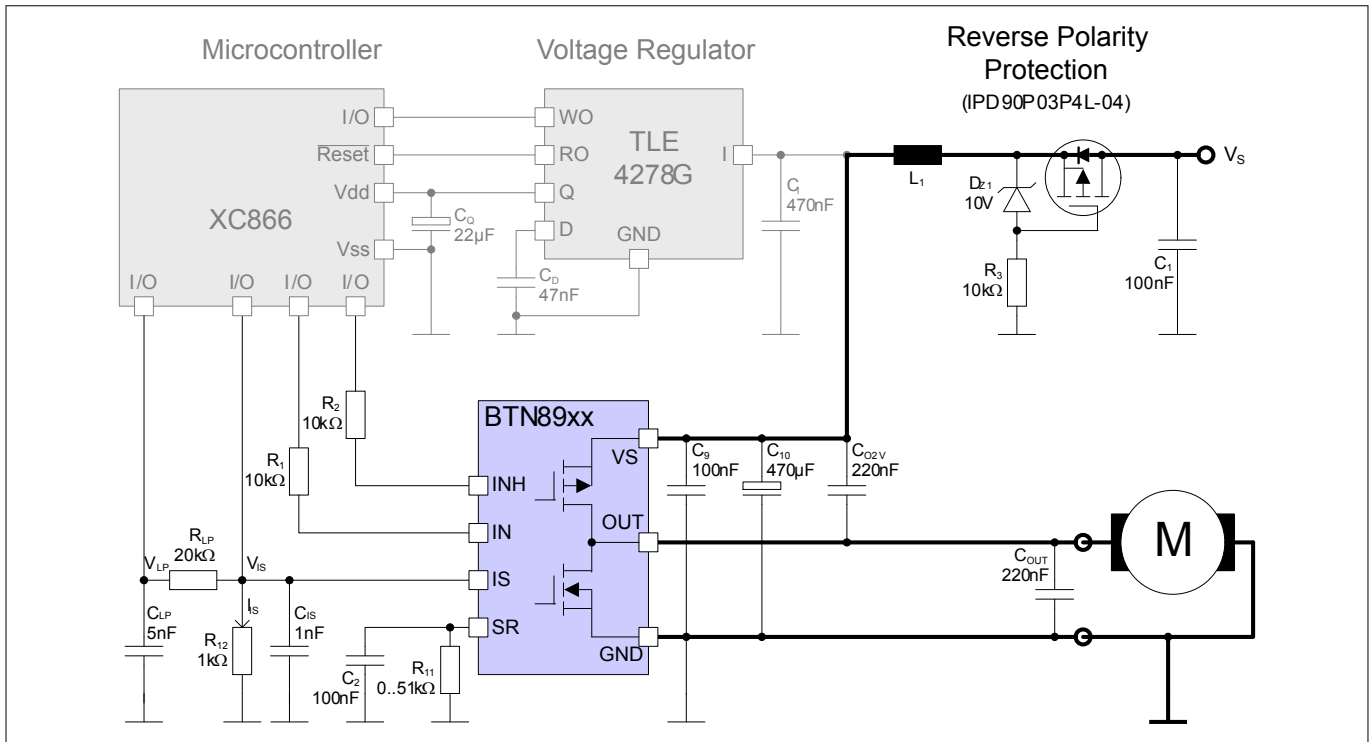 Microcontroller
Voltage Regulator
Reverse Polarity
Protection
(IPD90P03P4L-04)
I/O
Reset
Vdd
Vss
XC866
I/O
I/O
I/O
I/O
WO
RO
Q
D
TLE
4278G
I
GND
CQ
22µF
CD
47nF
CI
470nF
L1
DZ1
10V
R3
10kΩ
C1
100nF
VS
R2
10kΩ
R1
10kΩ
BTN89xx
VS
INH
IN
IS
SR
OUT
GND
C9
100nF
C10
470µF
CO2V
220nF
COUT
220nF
M
RLP
20kΩ
VLP
VIS
IIS
CLP
5nF
R12
1kΩ
CIS
1nF
C2
100nF
R11
0..51kΩ